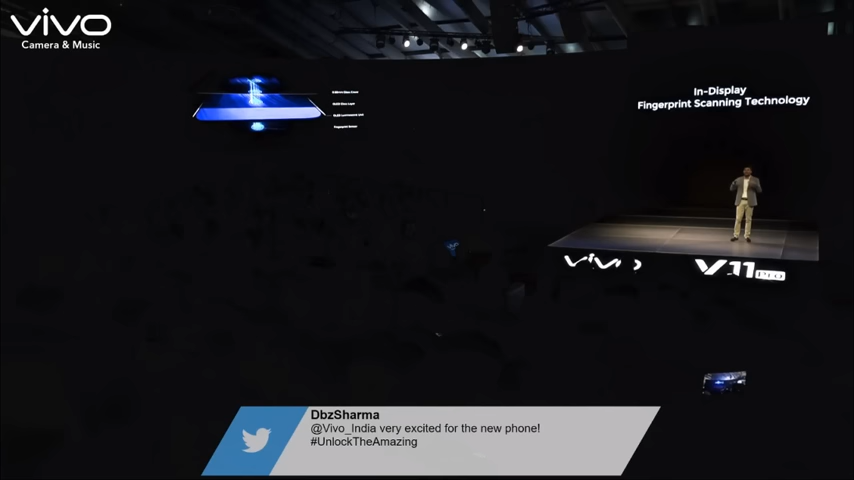 vivo
Camera & Music
In-Display
Fingerprint Scanning Technology
vivo
V11 PRO
DbzSharma
@Vivo_India very excited for the new phone!
#UnlockTheAmazing